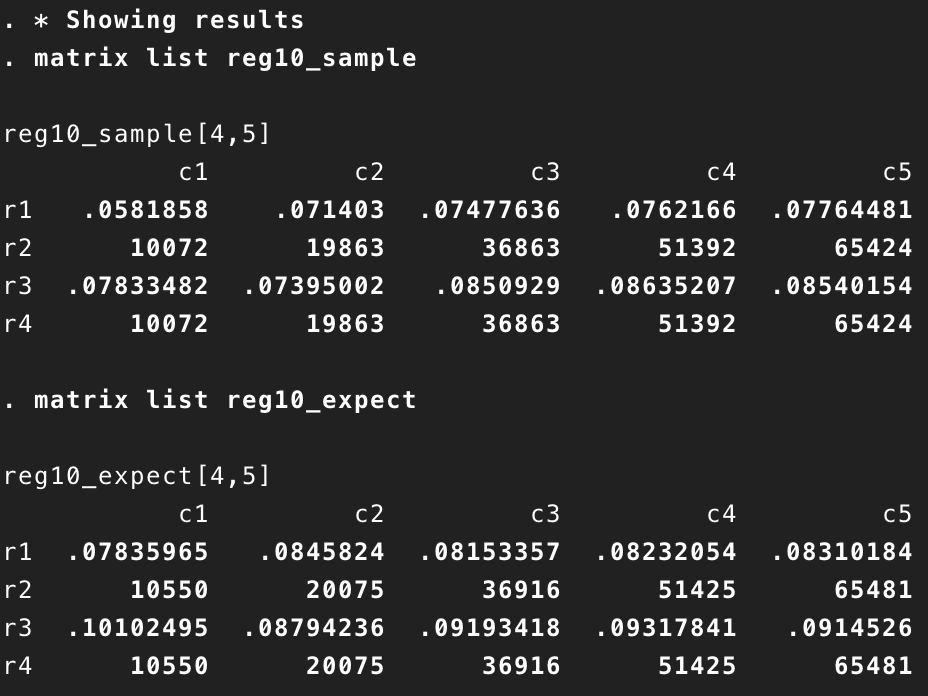 . * Showing results
. matrix list reg10_sample
reg10_sample[4,5]
c1 c2 c3 c4 c5
r1 .0581858 .071403 .07477636 .0762166 .07764481
r2 10072 19863 36863 51392 65424
r3 .07833482 .07395002 .0850929 .08635207 .08540154
r4 10072 19863 36863 51392 65424
. matrix list reg10_expect
reg10_expect[4,5]
c1 c2 c3 c4 c5
r1 .07835965 .0845824 .08153357 .08232054 .08310184
r2 10550 20075 36916 51425 65481
r3 .10102495 .08794236 .09193418 .09317841 .0914526
r4 10550 20075 36916 51425 65481